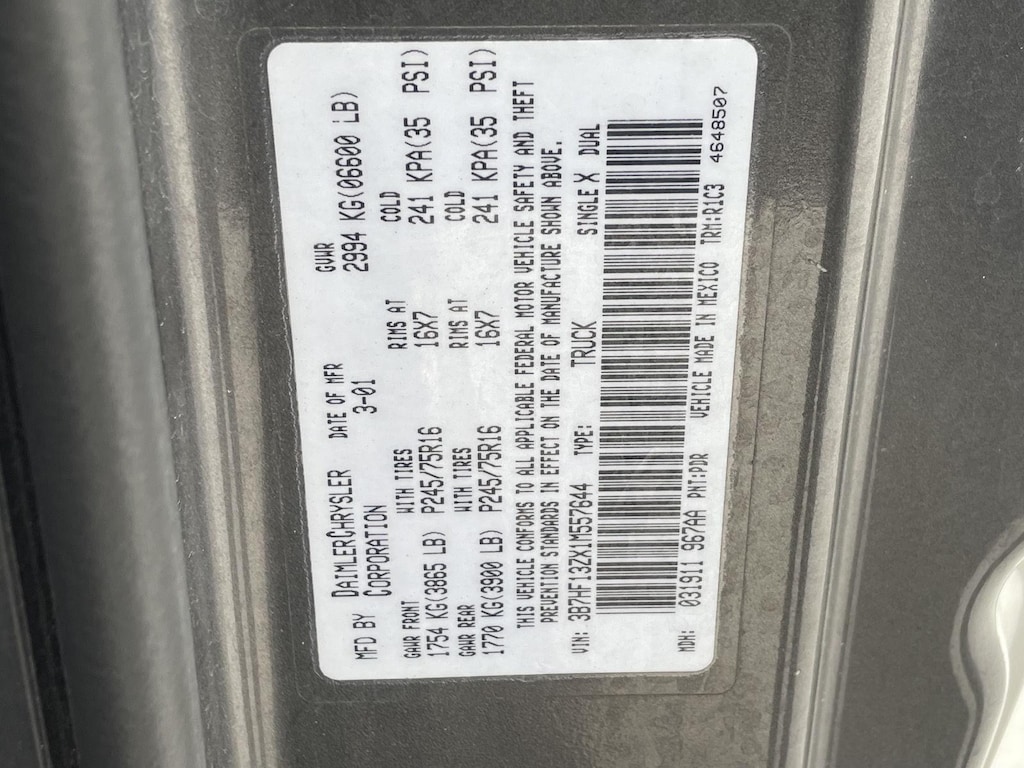 MFD BY DAIMLERCHRYSLER CORPORATION DATE OF MFR 3-01 GVWR 2994 KG(06600 LB)
GAWR FRONT WITH TIRES RIMS AT COLD
1754 KG(3865 LB) P245/75R16 16X7 241 KPA(35 PSI)
GAWR REAR WITH TIRES RIMS AT COLD
1770 KG(3900 LB) P245/75R16 16X7 241 KPA(35 PSI)
THIS VEHICLE CONFORMS TO ALL APPLICABLE FEDERAL MOTOR VEHICLE SAFETY AND THEFT
PREVENTION STANDARDS IN EFFECT ON THE DATE OF MANUFACTURE SHOWN ABOVE.
VIN: 3B7HF13ZX1M557844 TYPE: TRUCK SINGLE X DUAL
MDH: 031911 967AA PNT:PDR VEHICLE MADE IN MEXICO TRM:R1C3 4648507